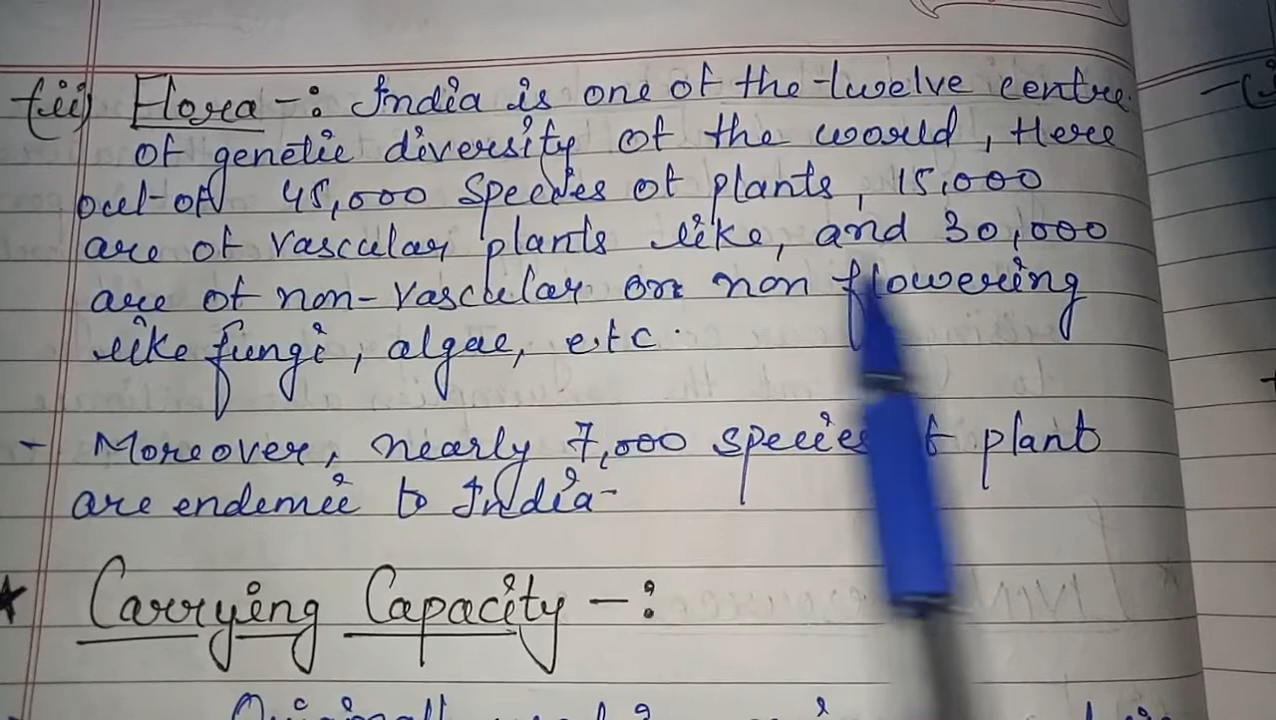 (ii) Flora -: India is one of the twelve centre
of genetic diversity of the world, Here
out of 45,000 Species of plants, 15,000
are of vascular plants like, and 30,000
are of non-vascular or non flowering
like fungi, algae, etc.
- Moreover, nearly 7,000 species of plant
are endemic to India-
★ Carrying Capacity -: